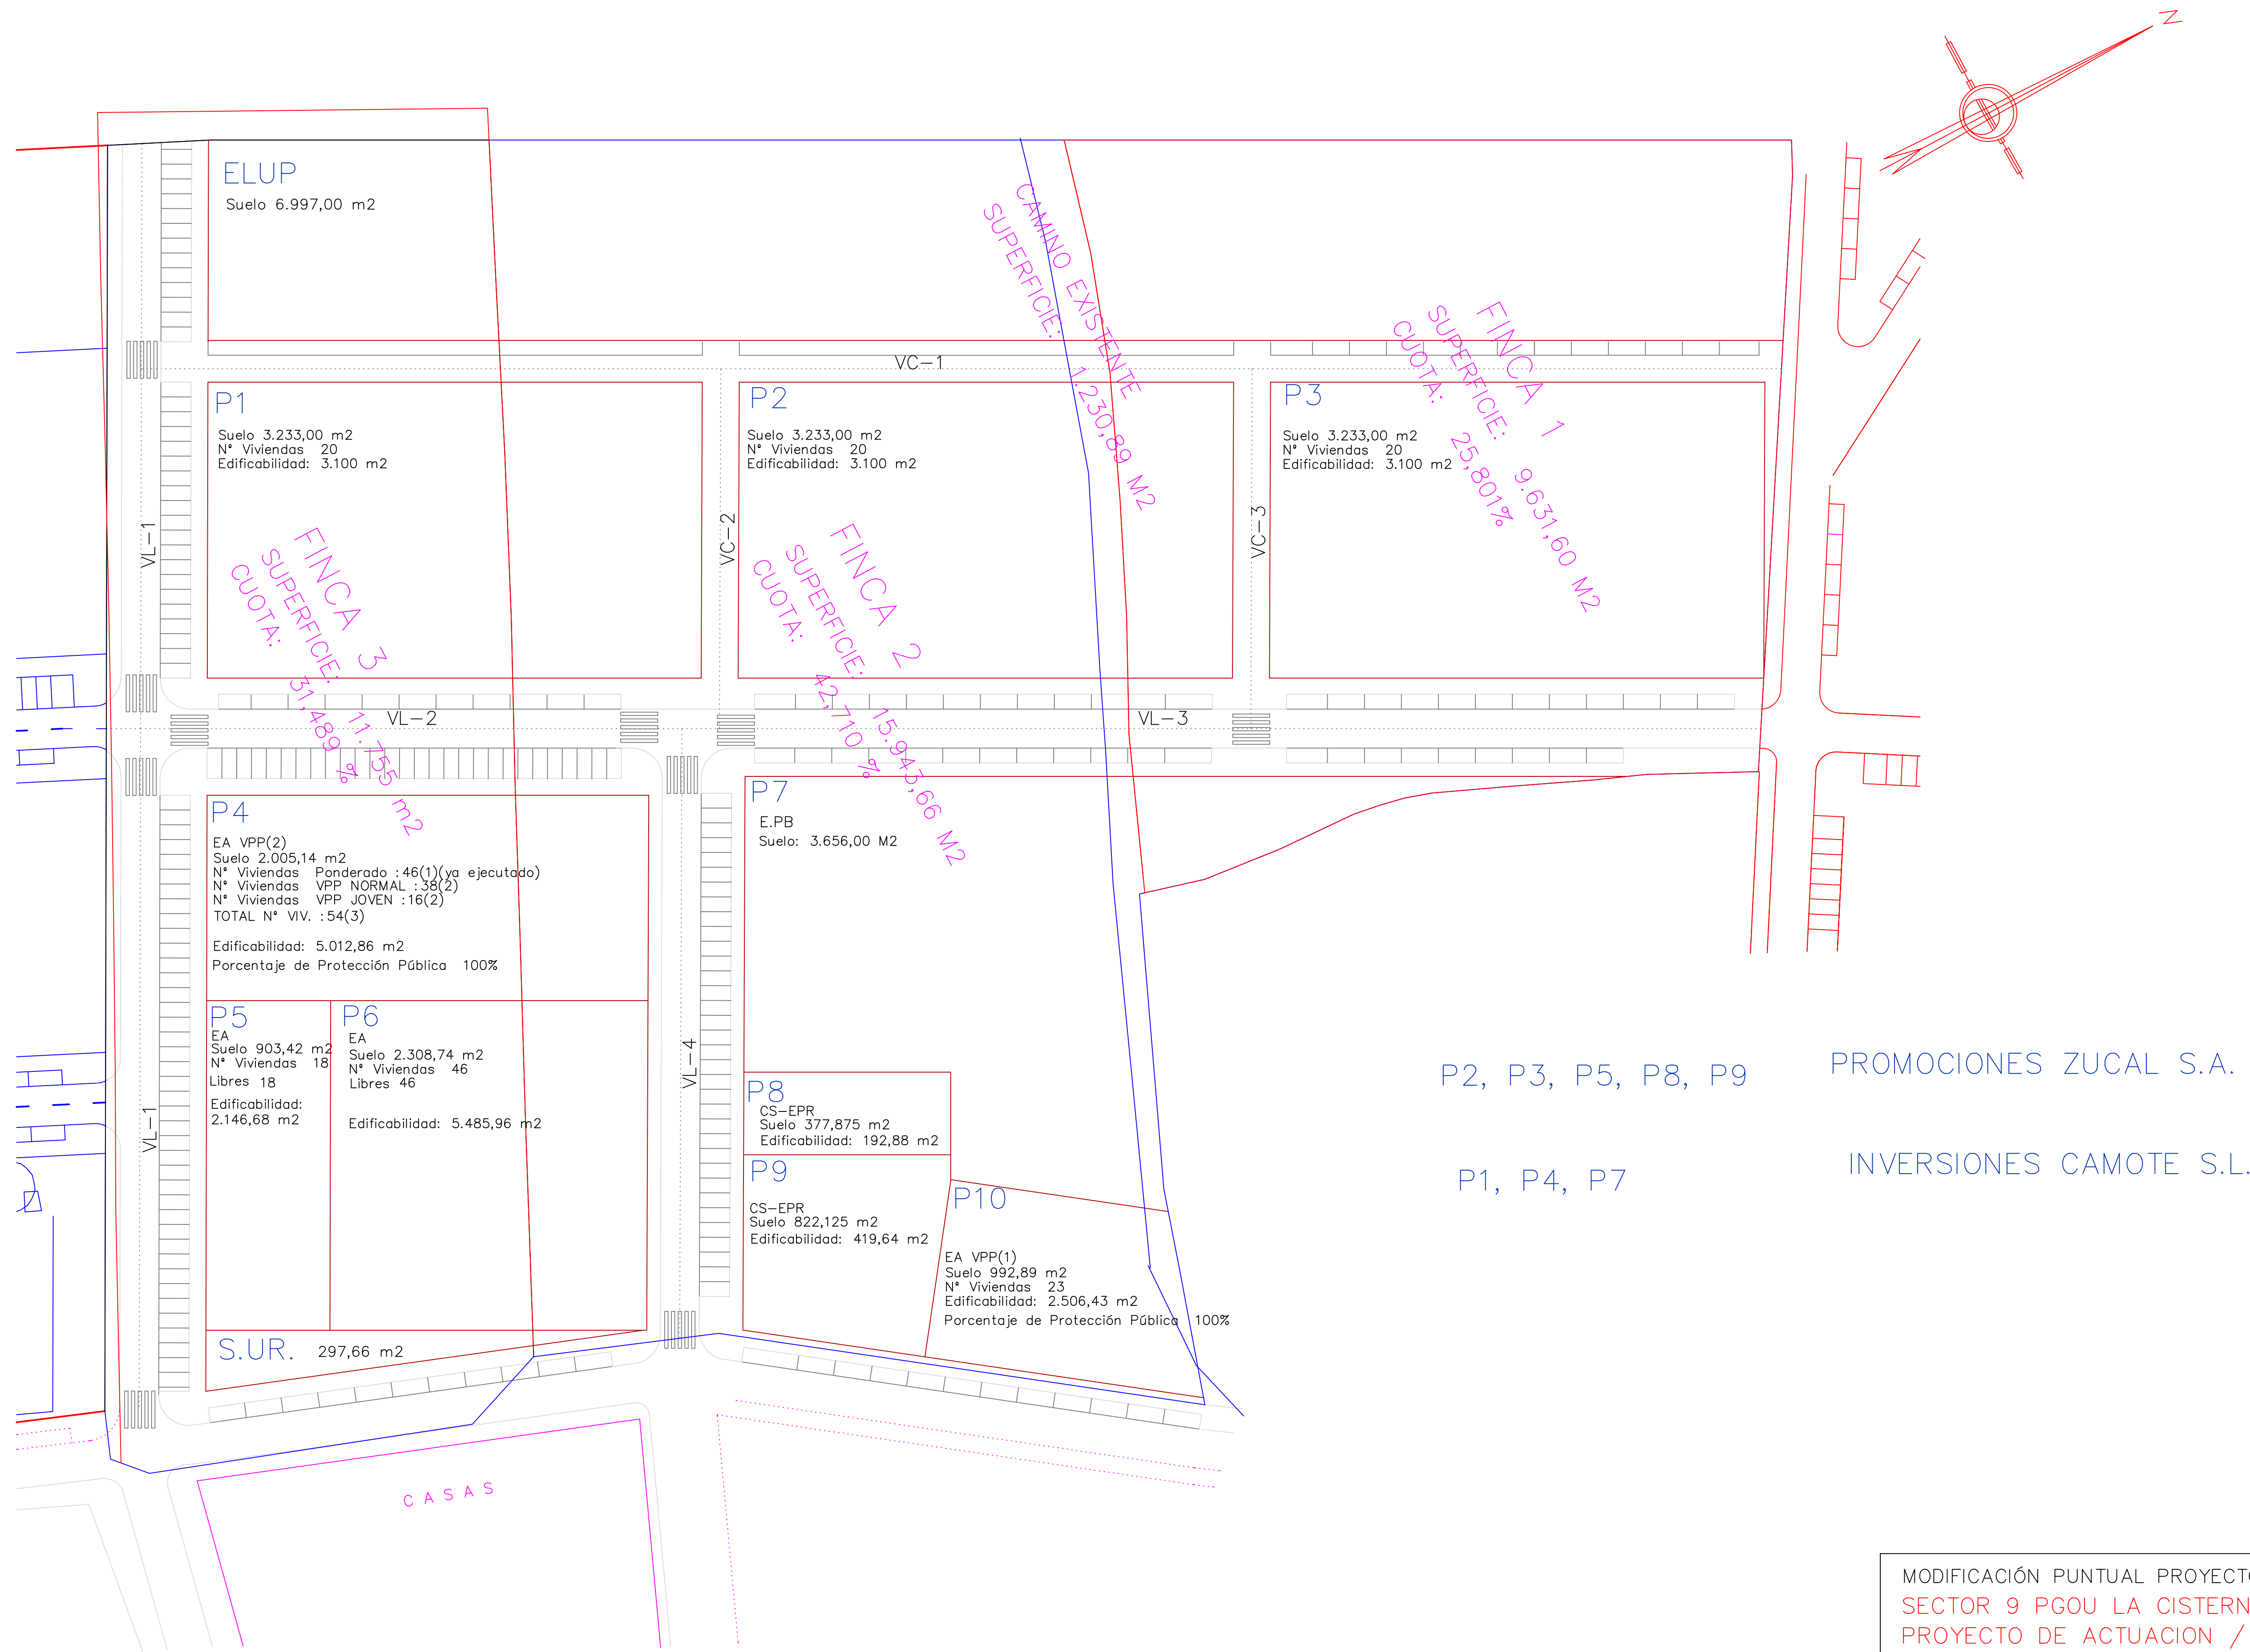 N
ELUP
Suelo 6.997,00 m2
CAMINO EXISTENTE
SUPERFICIE: 1.230,89 M2
FINCA 1
SUPERFICIE: 9.631,60 M2
CUOTA: 25,801%
VC-1
P1
Suelo 3.233,00 m2
Nº Viviendas 20
Edificabilidad: 3.100 m2
P2
Suelo 3.233,00 m2
Nº Viviendas 20
Edificabilidad: 3.100 m2
P3
Suelo 3.233,00 m2
Nº Viviendas 20
Edificabilidad: 3.100 m2
VL-1
VC-2
VC-3
FINCA 3
SUPERFICIE: 11.755 m2
CUOTA: 31,489 %
FINCA 2
SUPERFICIE: 15.943,66 M2
CUOTA: 42,710 %
VL-2
VL-3
P4
EA VPP(2)
Suelo 2.005,14 m2
Nº Viviendas Ponderado :46(1)(ya ejecutado)
Nº Viviendas VPP NORMAL :38(2)
Nº Viviendas VPP JOVEN :16(2)
TOTAL Nº VIV. :54(3)
Edificabilidad: 5.012,86 m2
Porcentaje de Protección Pública 100%
P7
E.PB
Suelo: 3.656,00 M2
P5
EA
Suelo 903,42 m2
Nº Viviendas 18
Libres 18
Edificabilidad:
2.146,68 m2
P6
EA
Suelo 2.308,74 m2
Nº Viviendas 46
Libres 46
Edificabilidad: 5.485,96 m2
VL-4
VL-1
P8
CS-EPR
Suelo 377,875 m2
Edificabilidad: 192,88 m2
P9
CS-EPR
Suelo 822,125 m2
Edificabilidad: 419,64 m2
P10
EA VPP(1)
Suelo 992,89 m2
Nº Viviendas 23
Edificabilidad: 2.506,43 m2
Porcentaje de Protección Pública 100%
S.UR. 297,66 m2
CASAS
P2, P3, P5, P8, P9 PROMOCIONES ZUCAL S.A.
P1, P4, P7 INVERSIONES CAMOTE S.L.
MODIFICACIÓN PUNTUAL PROYECTO
SECTOR 9 PGOU LA CISTERN
PROYECTO DE ACTUACION /